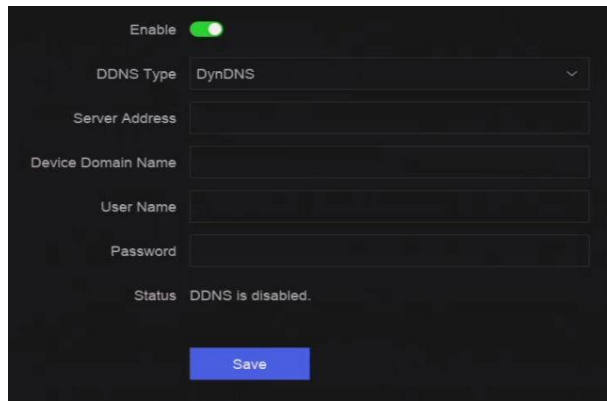 Enable
DDNS Type DynDNS
Server Address
Device Domain Name
User Name
Password
Status DDNS is disabled.
Save